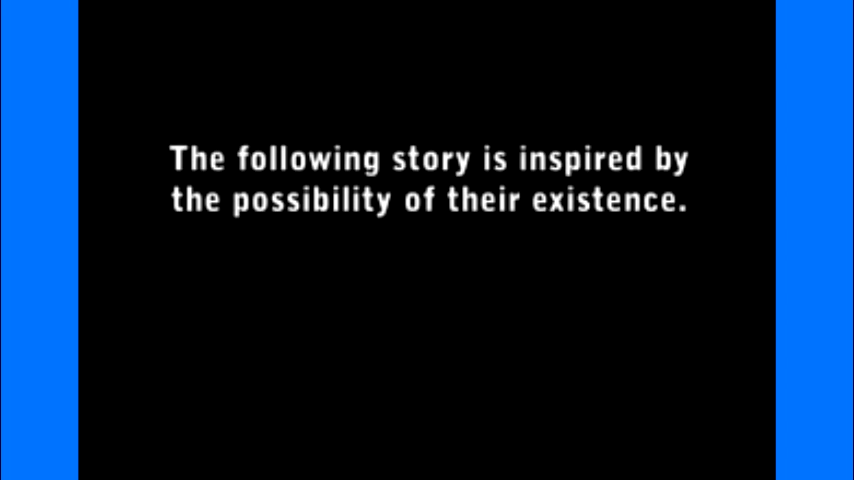 The following story is inspired by
the possibility of their existence.